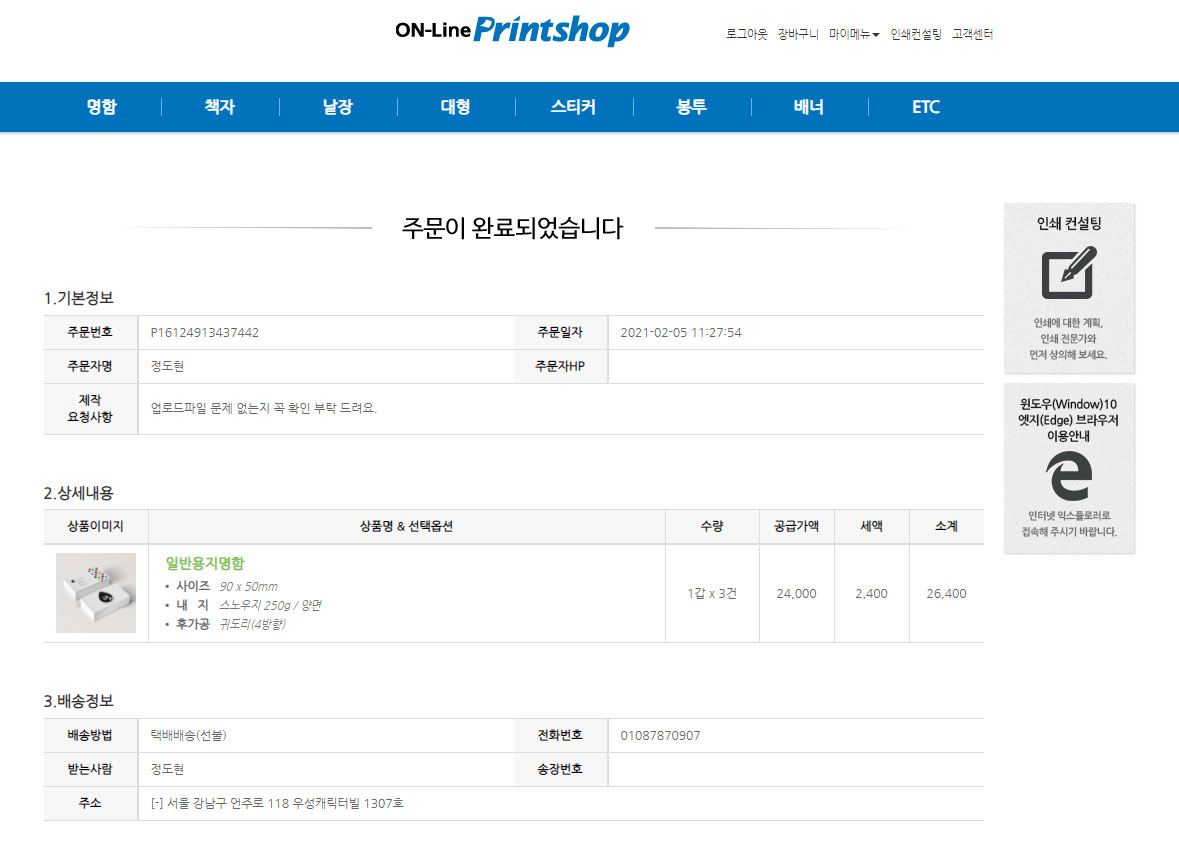 ON-Line Printshop
로그아웃 장바구니 마이메뉴 인쇄컨설팅 고객센터
명함 책자 낱장 대형 스티커 봉투 배너 ETC
주문이 완료되었습니다
인쇄 컨설팅
인쇄에 대한 계획,
인쇄 전문가와
먼저 상의해 보세요.
윈도우(Window)10
엣지(Edge) 브라우저
이용안내
인터넷 익스플로러로
접속해 주시기 바랍니다.
1.기본정보
주문번호 P16124913437442 주문일자 2021-02-05 11:27:54
주문자명 정도현 주문자HP
제작
요청사항 업로드파일 문제 없는지 꼭 확인 부탁 드려요.
2.상세내용
상품이미지 상품명 & 선택옵션 수량 공급가액 세액 소계
일반용지명함
• 사이즈 90 x 50mm
• 내 지 스노우지 250g / 양면
• 후가공 귀도리(4방향)
1갑 x 3건 24,000 2,400 26,400
3.배송정보
배송방법 택배배송(선불) 전화번호 01087870907
받는사람 정도현 송장번호
주소 [-] 서울 강남구 언주로 118 우성캐릭터빌 1307호